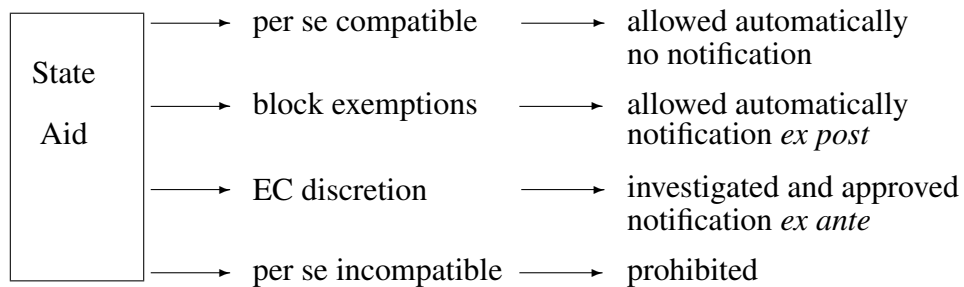 State
Aid
per se compatible
allowed automatically
no notification
block exemptions
allowed automatically
notification ex post
EC discretion
investigated and approved
notification ex ante
per se incompatible
prohibited